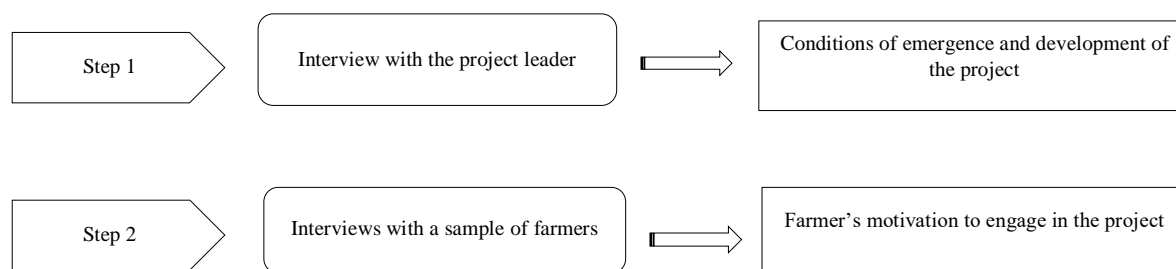 Step 1
Interview with the project leader
Conditions of emergence and development of
the project
Step 2
Interviews with a sample of farmers
Farmer’s motivation to engage in the project